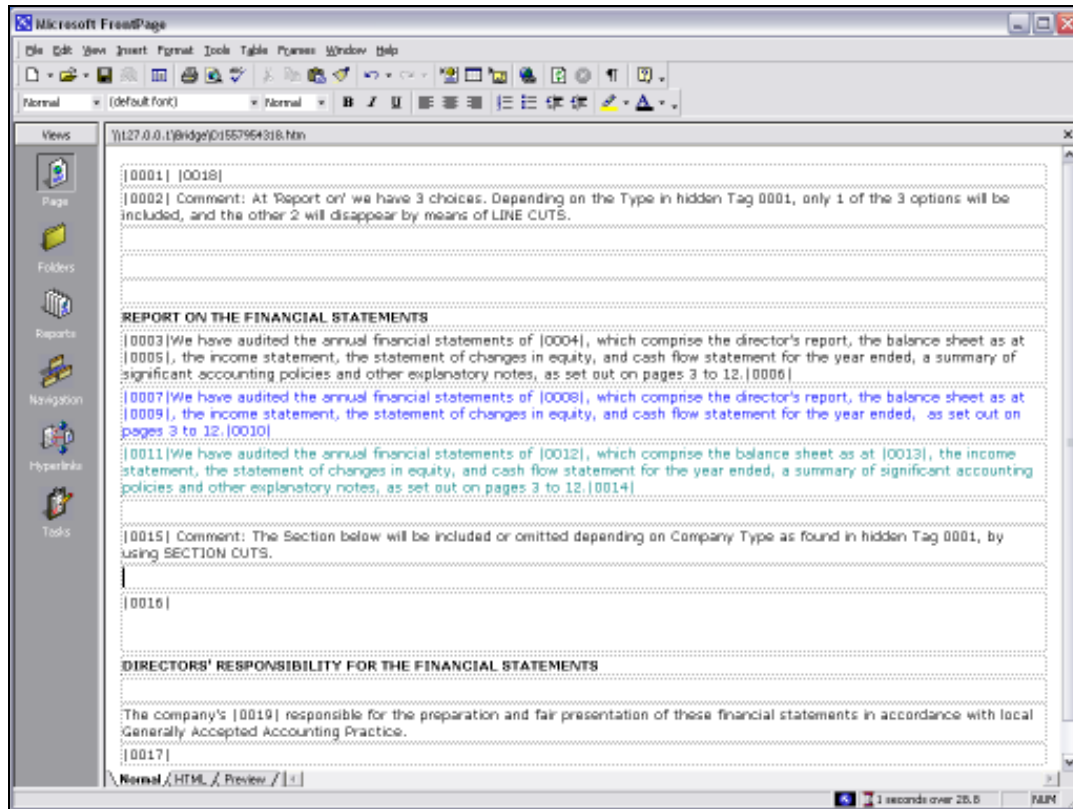 Microsoft FrontPage
File Edit View Insert Format Tools Table Frames Window Help
Normal (default font) Normal B I U A
Views \\127.0.0.1\Bridge\D1557954318.htm
|0001| |0018|
Page
|0002| Comment: At 'Report on' we have 3 choices. Depending on the Type in hidden Tag 0001, only 1 of the 3 options will be
included, and the other 2 will disappear by means of LINE CUTS.
Folders
REPORT ON THE FINANCIAL STATEMENTS
Reports
|0003|We have audited the annual financial statements of |0004|, which comprise the director's report, the balance sheet as at
|0005|, the income statement, the statement of changes in equity, and cash flow statement for the year ended, a summary of
significant accounting policies and other explanatory notes, as set out on pages 3 to 12.|0006|
Navigation
|0007|We have audited the annual financial statements of |0008|, which comprise the director's report, the balance sheet as at
|0009|, the income statement, the statement of changes in equity, and cash flow statement for the year ended, as set out on
pages 3 to 12.|0010|
|0011|We have audited the annual financial statements of |0012|, which comprise the balance sheet as at |0013|, the income
statement, the statement of changes in equity, and cash flow statement for the year ended, a summary of significant accounting
policies and other explanatory notes, as set out on pages 3 to 12.|0014|
Hyperlinks
Tasks
|0015| Comment: The Section below will be included or omitted depending on Company Type as found in hidden Tag 0001, by
using SECTION CUTS.
|0016|
DIRECTORS' RESPONSIBILITY FOR THE FINANCIAL STATEMENTS
The company's |0019| responsible for the preparation and fair presentation of these financial statements in accordance with local
Generally Accepted Accounting Practice.
|0017|
Normal HTML Preview
1 seconds over 28.8 NUM